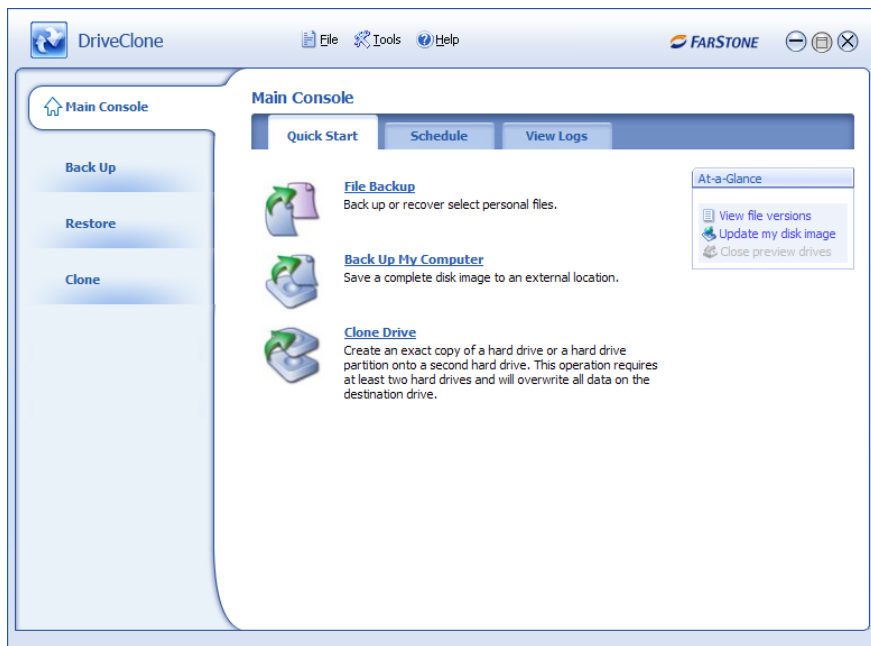 DriveClone
File Tools Help
FARSTONE
Main Console
Back Up
Restore
Clone
Main Console
Quick Start Schedule View Logs
File Backup
Back up or recover select personal files.
Back Up My Computer
Save a complete disk image to an external location.
Clone Drive
Create an exact copy of a hard drive or a hard drive
partition onto a second hard drive. This operation requires
at least two hard drives and will overwrite all data on the
destination drive.
At-a-Glance
View file versions
Update my disk image
Close preview drives